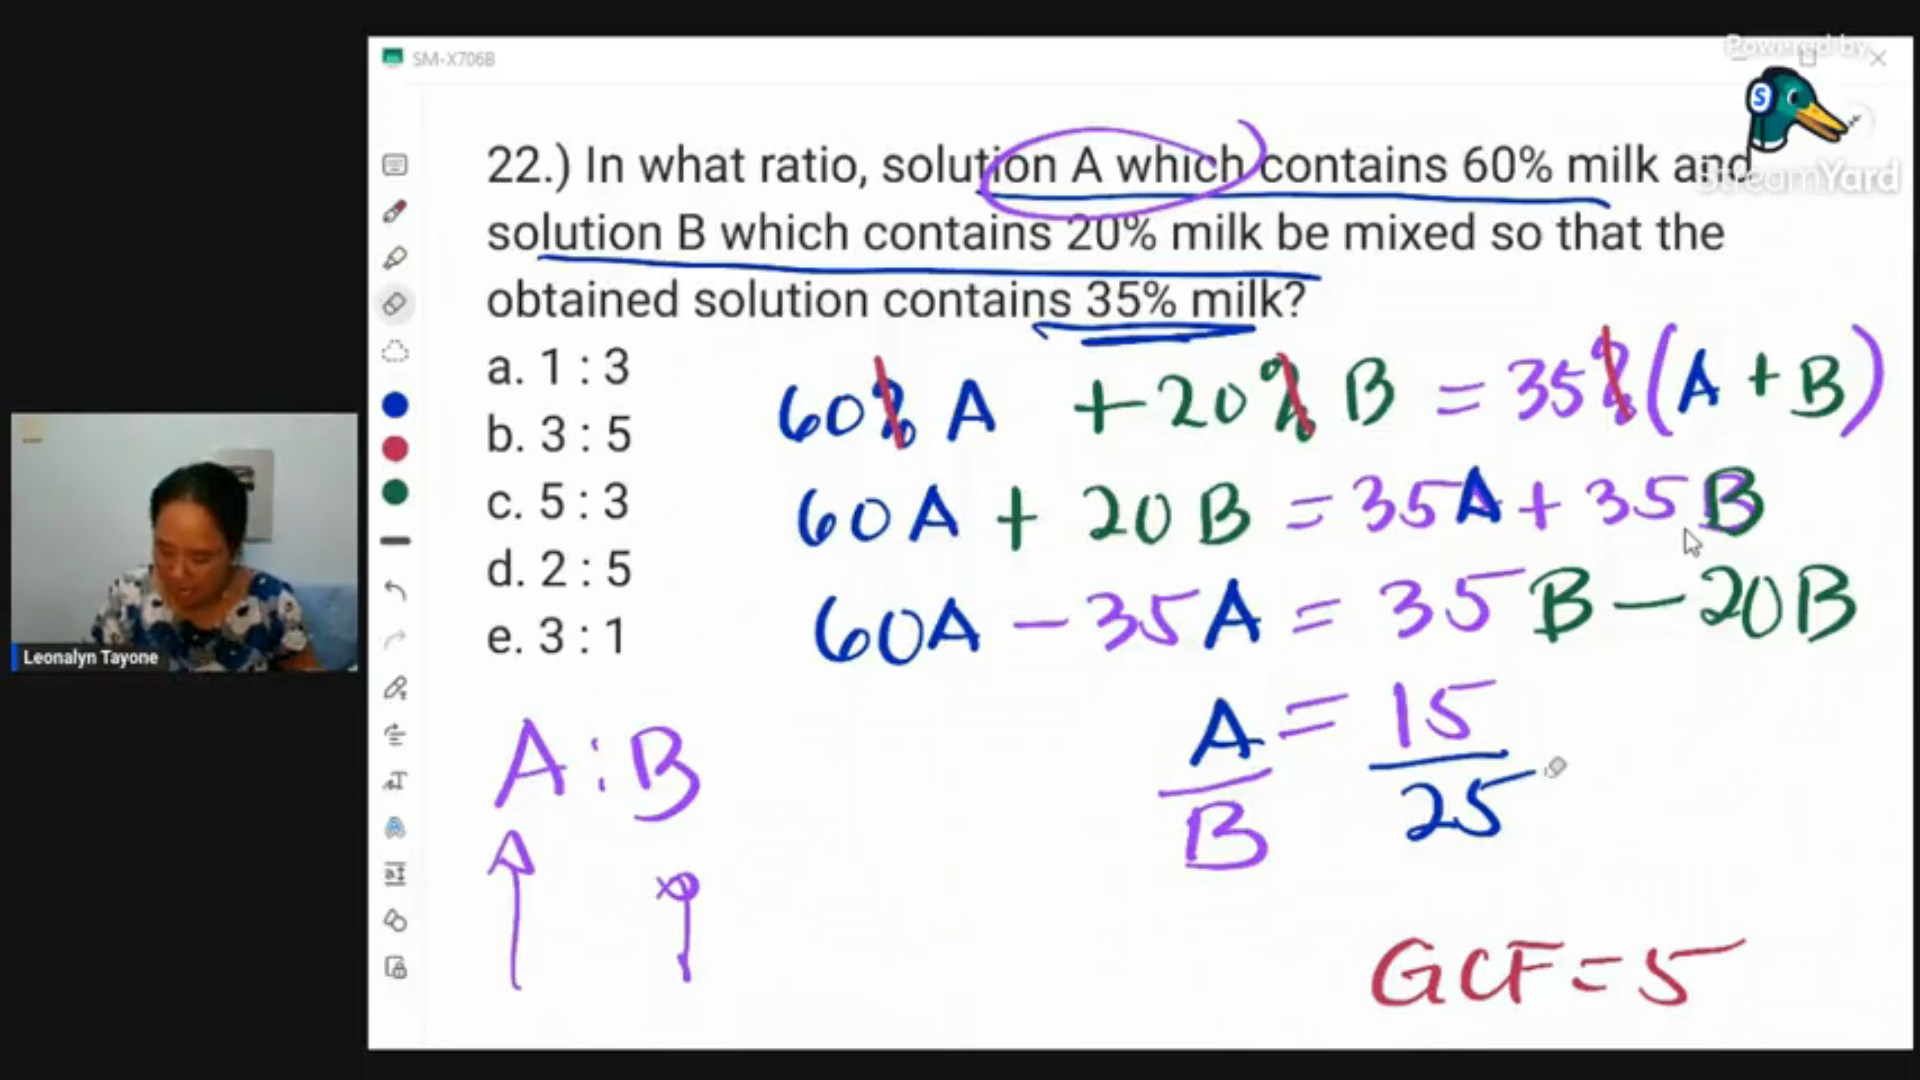 SM-X706B
Powered by
S
StreamYard
22.) In what ratio, solution A which contains 60% milk and
solution B which contains 20% milk be mixed so that the
obtained solution contains 35% milk?
a. 1 : 3
b. 3 : 5
c. 5 : 3
d. 2 : 5
e. 3 : 1
60% A + 20% B = 35% (A + B)
60A + 20B = 35A + 35B
60A - 35A = 35B - 20B
A = 15
B 25
A : B
GCF = 5
Leonalyn Tayone